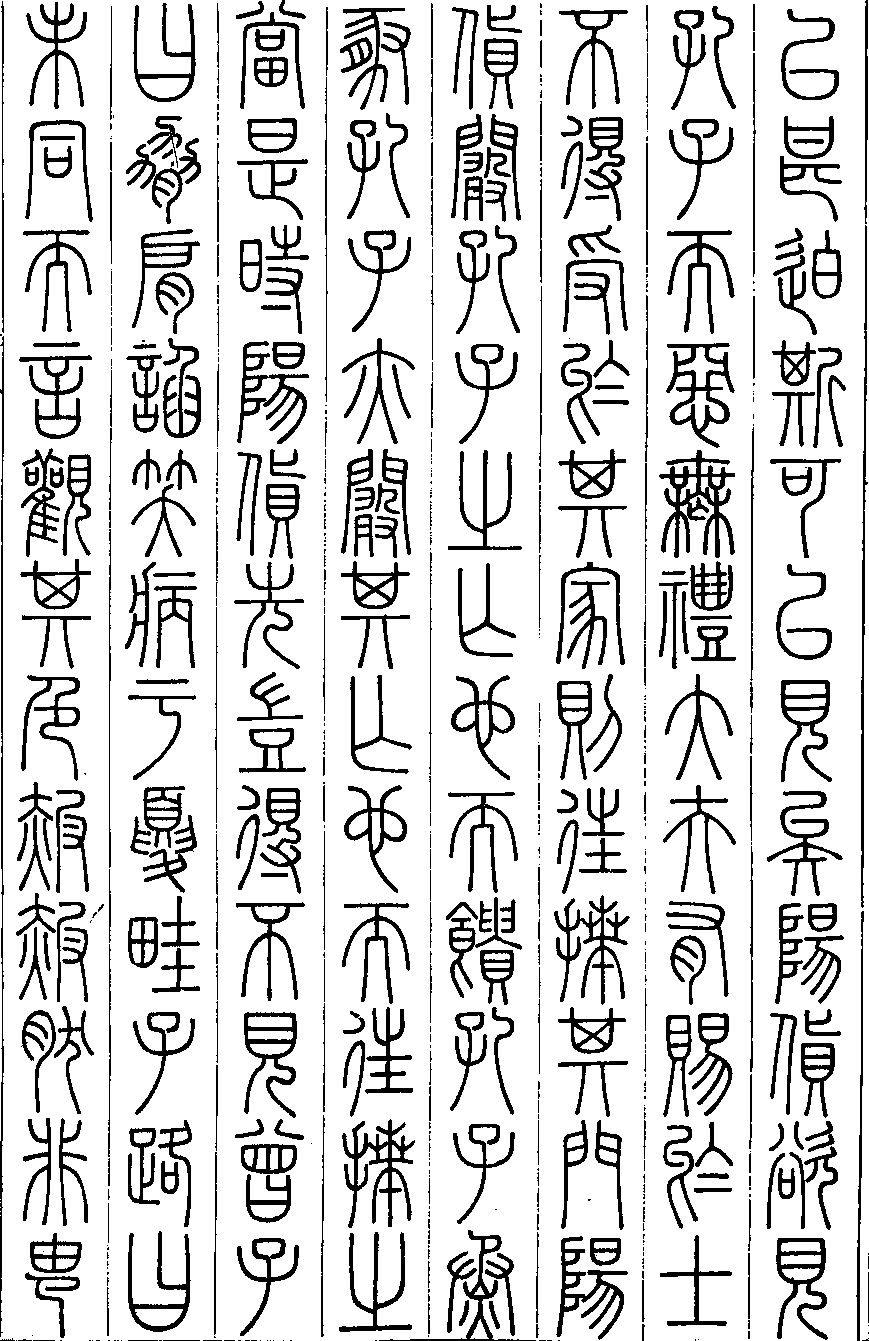 已甚迫斯可以見矣陽貨欲見
孔子而惡無禮大夫有賜於士
不得受於其家則往拜其門陽
貨闞孔子之亡也而饋孔子蒸
豚孔子亦闞其亡也而往拜之
當是時陽貨先豈得不見曾子
曰脅肩諂笑病于夏畦子路曰
未同而言觀其色赧赧然非由